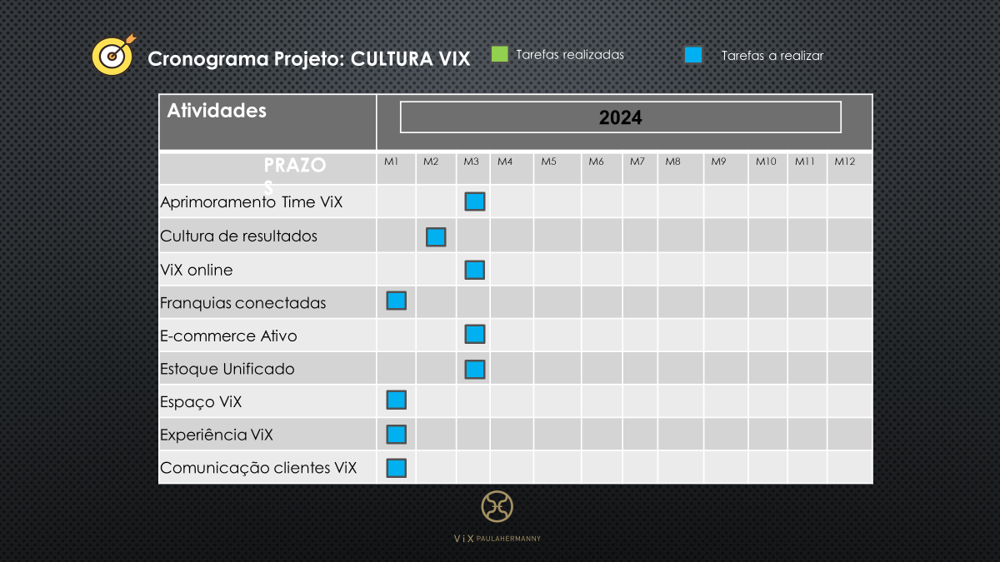 Cronograma Projeto: CULTURA VIX
Tarefas realizadas
Tarefas a realizar
Atividades
2024
PRAZO
S
M1 M2 M3 M4 M5 M6 M7 M8 M9 M10 M11 M12
Aprimoramento Time ViX
Cultura de resultados
ViX online
Franquias conectadas
E-commerce Ativo
Estoque Unificado
Espaço ViX
Experiência ViX
Comunicação clientes ViX
ViX PAULAHERMANNY